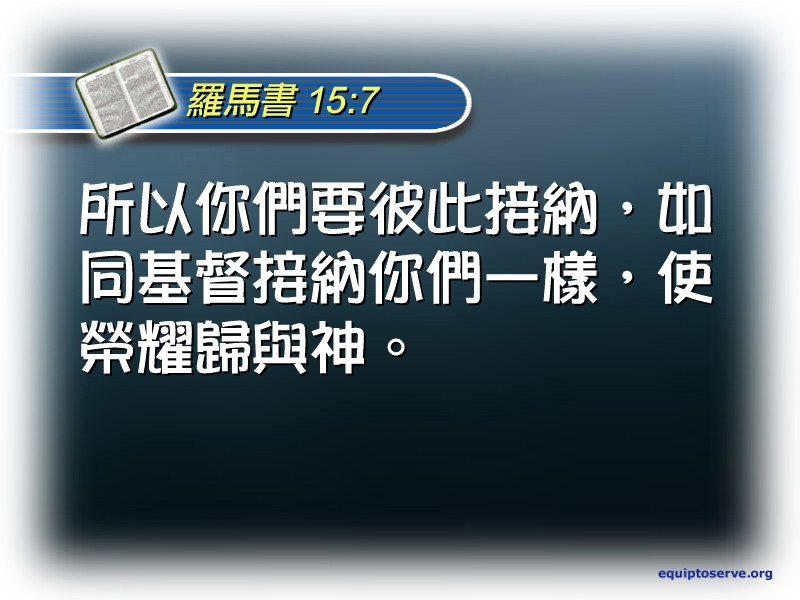 羅馬書 15:7
所以你們要彼此接納，如
同基督接納你們一樣，使
榮耀歸與神。
equiptoserve.org